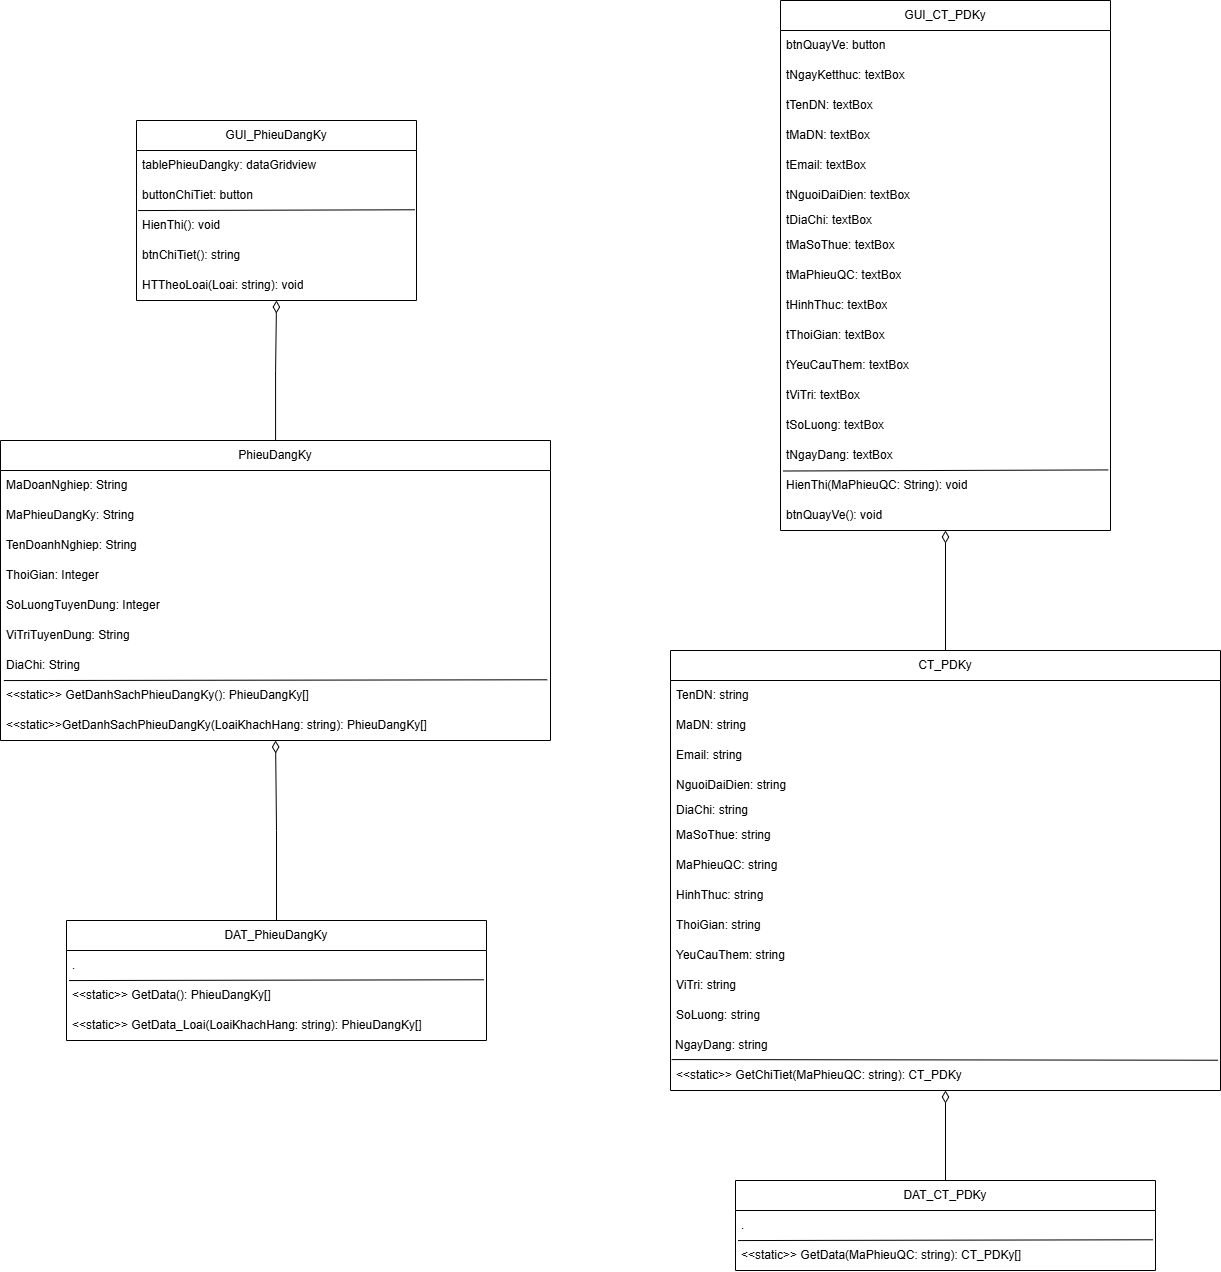 GUI_PhieuDangKy
tablePhieuDangky: dataGridview
buttonChiTiet: button
HienThi(): void
btnChiTiet(): string
HTTheoLoai(Loai: string): void
PhieuDangKy
MaDoanNghiep: String
MaPhieuDangKy: String
TenDoanhNghiep: String
ThoiGian: Integer
SoLuongTuyenDung: Integer
ViTriTuyenDung: String
DiaChi: String
<<static>> GetDanhSachPhieuDangKy(): PhieuDangKy[]
<<static>>GetDanhSachPhieuDangKy(LoaiKhachHang: string): PhieuDangKy[]
DAT_PhieuDangKy
.
<<static>> GetData(): PhieuDangKy[]
<<static>> GetData_Loai(LoaiKhachHang: string): PhieuDangKy[]
GUI_CT_PDKy
btnQuayVe: button
tNgayKetthuc: textBox
tTenDN: textBox
tMaDN: textBox
tEmail: textBox
tNguoiDaiDien: textBox
tDiaChi: textBox
tMaSoThue: textBox
tMaPhieuQC: textBox
tHinhThuc: textBox
tThoiGian: textBox
tYeuCauThem: textBox
tViTri: textBox
tSoLuong: textBox
tNgayDang: textBox
HienThi(MaPhieuQC: String): void
btnQuayVe(): void
CT_PDKy
TenDN: string
MaDN: string
Email: string
NguoiDaiDien: string
DiaChi: string
MaSoThue: string
MaPhieuQC: string
HinhThuc: string
ThoiGian: string
YeuCauThem: string
ViTri: string
SoLuong: string
NgayDang: string
<<static>> GetChiTiet(MaPhieuQC: string): CT_PDKy
DAT_CT_PDKy
.
<<static>> GetData(MaPhieuQC: string): CT_PDKy[]